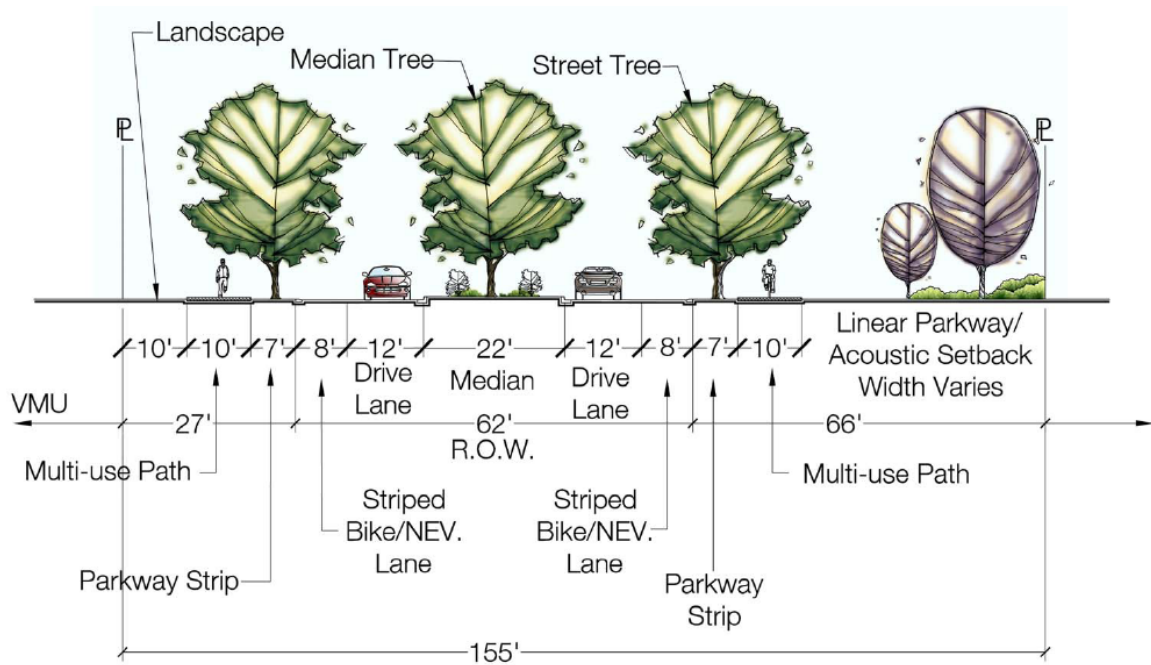 Landscape
Median Tree
Street Tree
PL
PL
10' 10' 7' 8' 12' 22' 12' 8' 7' 10'
Drive
Lane
Median
Drive
Lane
Linear Parkway/
Acoustic Setback
Width Varies
VMU
27'
62'
R.O.W.
66'
Multi-use Path
Multi-use Path
Striped
Bike/NEV.
Lane
Striped
Bike/NEV.
Lane
Parkway Strip
Parkway
Strip
155'